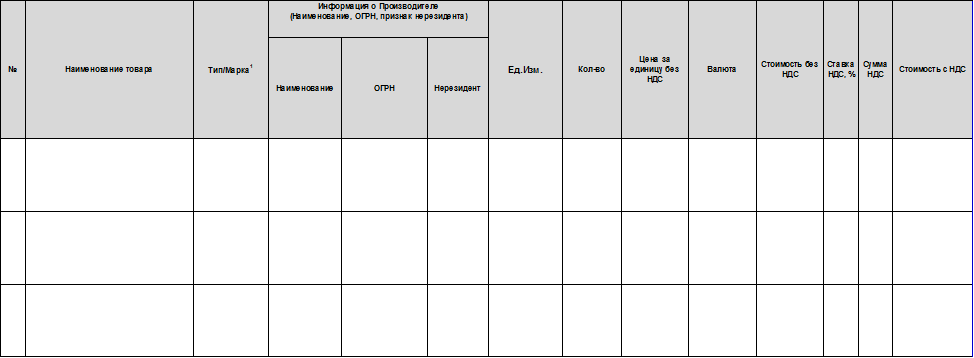 Информация о Производителе
(Наименование, ОГРН, признак нерезидента)
№
Наименование товара
Тип/Марка¹
Наименование
ОГРН
Нерезидент
Ед.Изм.
Кол-во
Цена за
единицу без
НДС
Валюта
Стоимость без
НДС
Ставка
НДС, %
Сумма
НДС
Стоимость с НДС